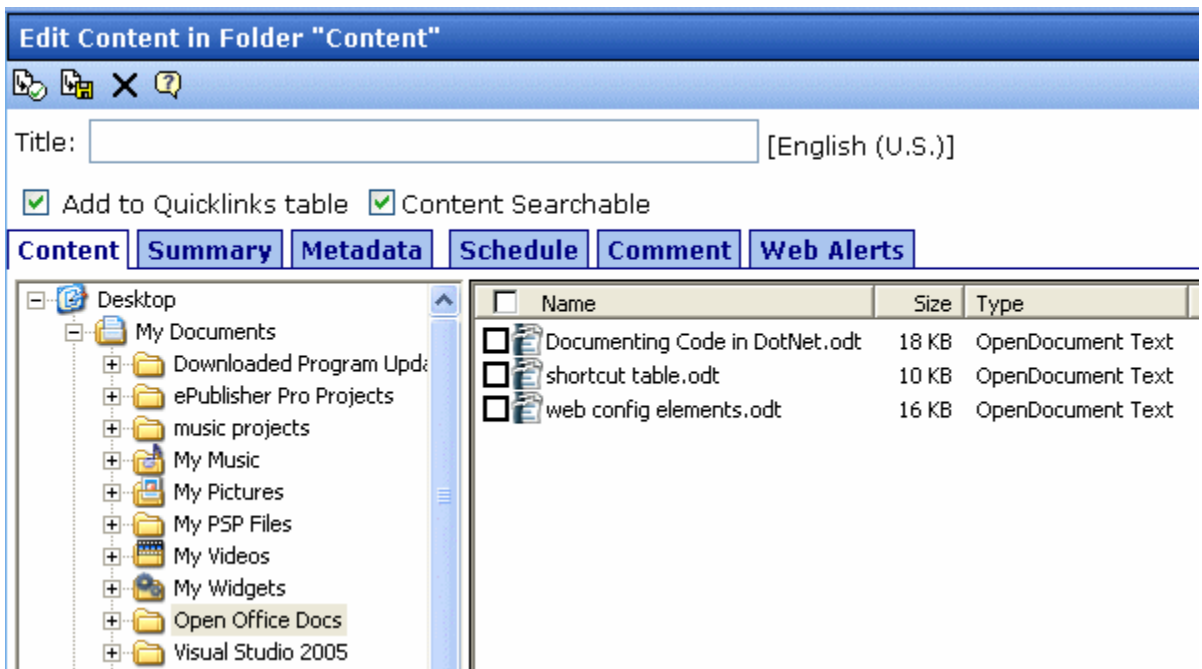 Edit Content in Folder "Content"
Title: [English (U.S.)]
Add to Quicklinks table Content Searchable
Content Summary Metadata Schedule Comment Web Alerts
Desktop
My Documents
Downloaded Program Upda
ePublisher Pro Projects
music projects
My Music
My Pictures
My PSP Files
My Videos
My Widgets
Open Office Docs
Visual Studio 2005
Name Size Type
Documenting Code in DotNet.odt 18 KB OpenDocument Text
shortcut table.odt 10 KB OpenDocument Text
web config elements.odt 16 KB OpenDocument Text